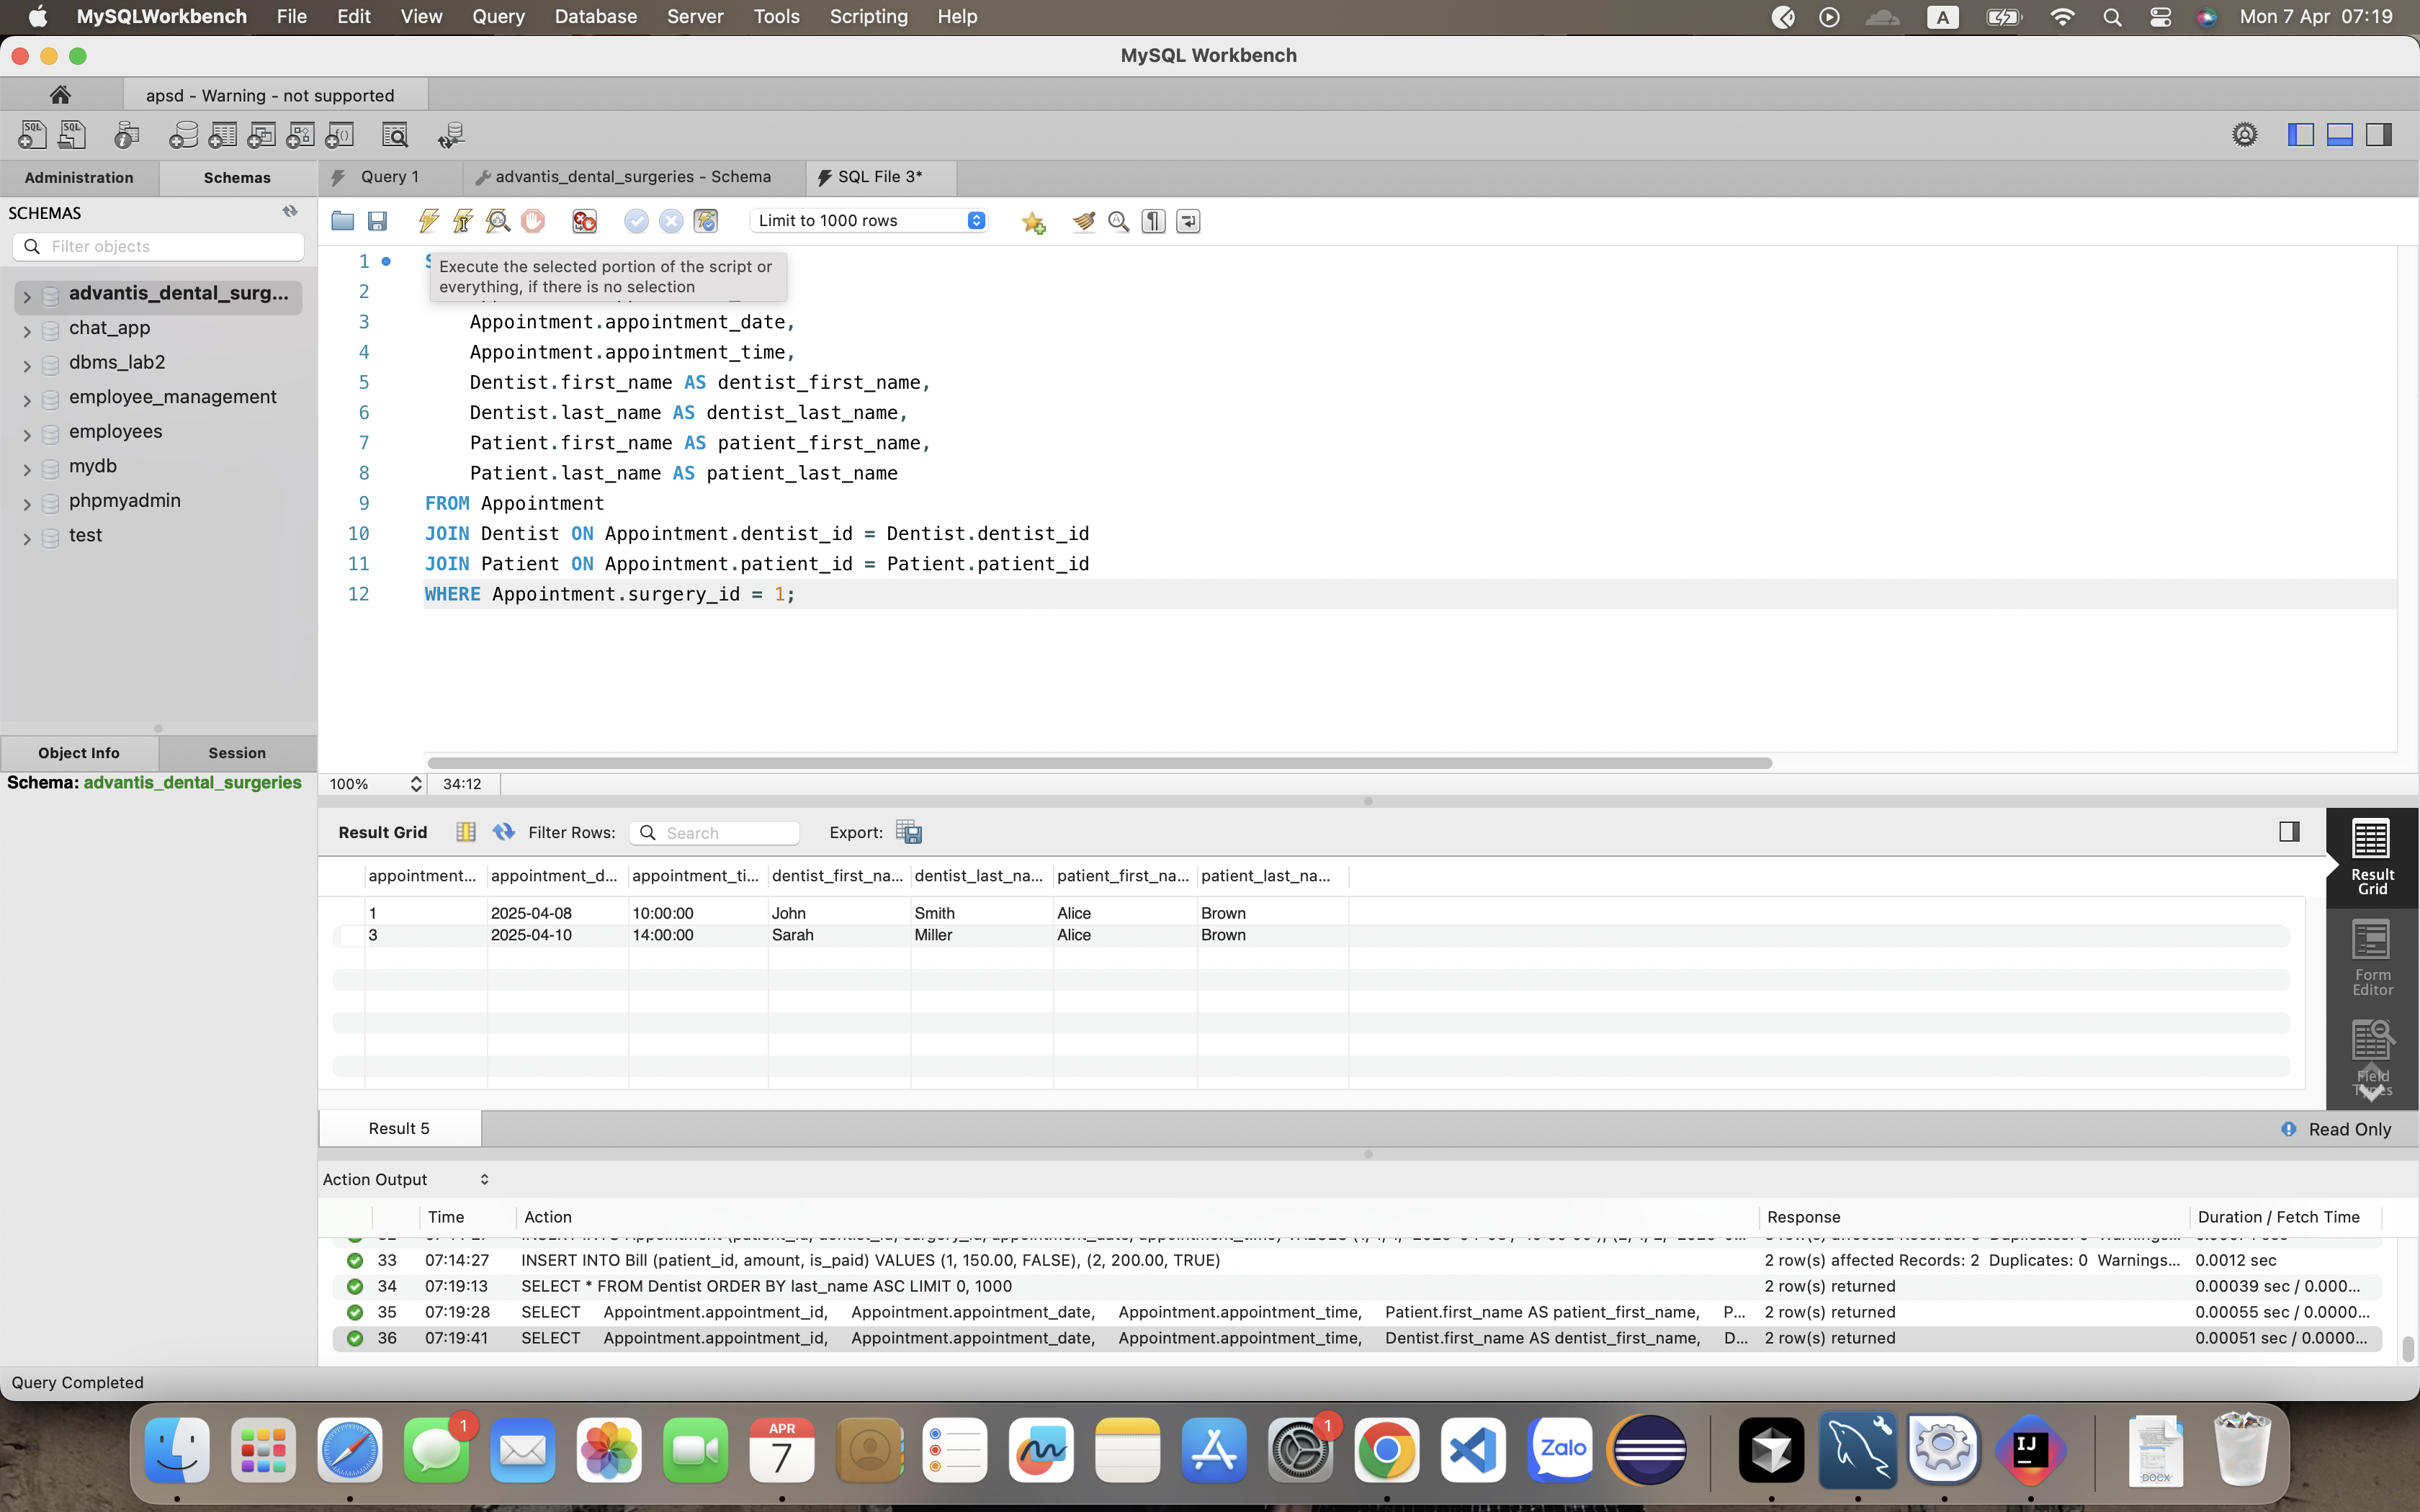 MySQLWorkbench File Edit View Query Database Server Tools Scripting Help A Mon 7 Apr 07:19
MySQL Workbench
apsd - Warning - not supported
Administration Schemas Query 1 advantis_dental_surgeries - Schema SQL File 3*
SCHEMAS
Limit to 1000 rows
Filter objects
advantis_dental_surg...
chat_app
dbms_lab2
employee_management
employees
mydb
phpmyadmin
test
Object Info Session
Schema: advantis_dental_surgeries
1 S
Execute the selected portion of the script or
everything, if there is no selection
2
3 Appointment.appointment_date,
4 Appointment.appointment_time,
5 Dentist.first_name AS dentist_first_name,
6 Dentist.last_name AS dentist_last_name,
7 Patient.first_name AS patient_first_name,
8 Patient.last_name AS patient_last_name
9 FROM Appointment
10 JOIN Dentist ON Appointment.dentist_id = Dentist.dentist_id
11 JOIN Patient ON Appointment.patient_id = Patient.patient_id
12 WHERE Appointment.surgery_id = 1;
100% 34:12
Result Grid Filter Rows: Search Export:
appointment... appointment_d... appointment_ti... dentist_first_na... dentist_last_na... patient_first_na... patient_last_na...
1 2025-04-08 10:00:00 John Smith Alice Brown
3 2025-04-10 14:00:00 Sarah Miller Alice Brown
Result
Grid
Form
Editor
Field
Types
Result 5 Read Only
Action Output
Time Action Response Duration / Fetch Time
33 07:14:27 INSERT INTO Bill (patient_id, amount, is_paid) VALUES (1, 150.00, FALSE), (2, 200.00, TRUE) 2 row(s) affected Records: 2 Duplicates: 0 Warnings... 0.0012 sec
34 07:19:13 SELECT * FROM Dentist ORDER BY last_name ASC LIMIT 0, 1000 2 row(s) returned 0.00039 sec / 0.000...
35 07:19:28 SELECT Appointment.appointment_id, Appointment.appointment_date, Appointment.appointment_time, Patient.first_name AS patient_first_name, P... 2 row(s) returned 0.00055 sec / 0.0000...
36 07:19:41 SELECT Appointment.appointment_id, Appointment.appointment_date, Appointment.appointment_time, Dentist.first_name AS dentist_first_name, D... 2 row(s) returned 0.00051 sec / 0.0000...
Query Completed
1 APR 7 1 Zalo IJ DOCX